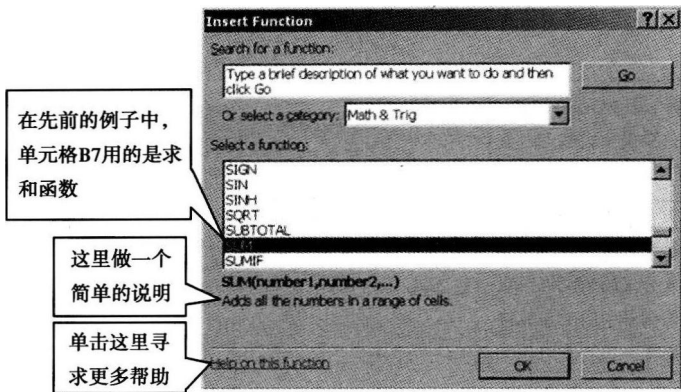 Insert Function
Search for a function:
Type a brief description of what you want to do and then
click Go
Go
Or select a category: Math & Trig
Select a function:
SIGN
SIN
SINH
SQRT
SUBTOTAL
SUM
SUMIF
SUM(number1,number2,...)
Adds all the numbers in a range of cells.
Help on this function
OK
Cancel
在先前的例子中，
单元格B7用的是求
和函数
这里做一个
简单的说明
单击这里寻
求更多帮助